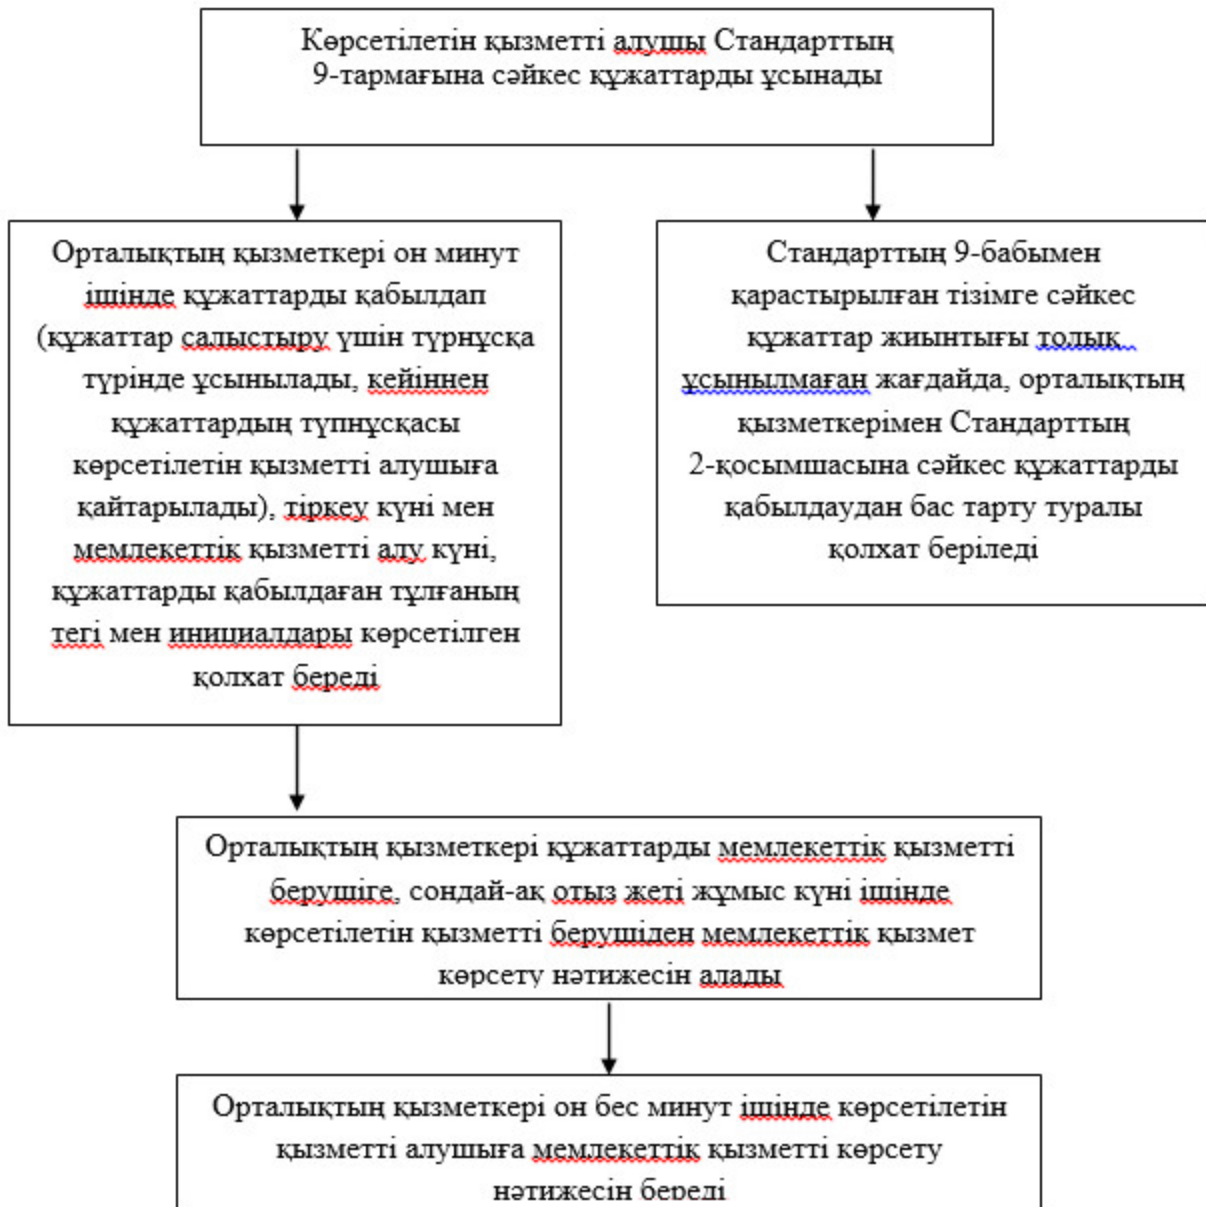 Көрсетілетін қызметті алушы Стандарттың
9-тармағына сәйкес құжаттарды ұсынады
Орталықтың қызметкері он минут
ішінде құжаттарды қабылдап
(құжаттар салыстыру үшін түрнұсқа
түрінде ұсынылады, кейіннен
құжаттардың түпнұсқасы
көрсетілетін қызметті алушыға
қайтарылады), тіркеу күні мен
мемлекеттік қызметті алу күні,
құжаттарды қабылдаған тұлғаның
тегі мен инициалдары көрсетілген
қолхат береді
Стандарттың 9-бабымен
қарастырылған тізімге сәйкес
құжаттар жиынтығы толық
ұсынылмаған жағдайда, орталықтың
қызметкерімен Стандарттың
2-қосымшасына сәйкес құжаттарды
қабылдаудан бас тарту туралы
қолхат беріледі
Орталықтың қызметкері құжаттарды мемлекеттік қызметті
берушіге, сондай-ақ отыз жеті жұмыс күні ішінде
көрсетілетін қызметті берушіден мемлекеттік қызмет
көрсету нәтижесін алады
Орталықтың қызметкері он бес минут ішінде көрсетілетін
қызметті алушыға мемлекеттік қызметті көрсету
нәтижесін береді